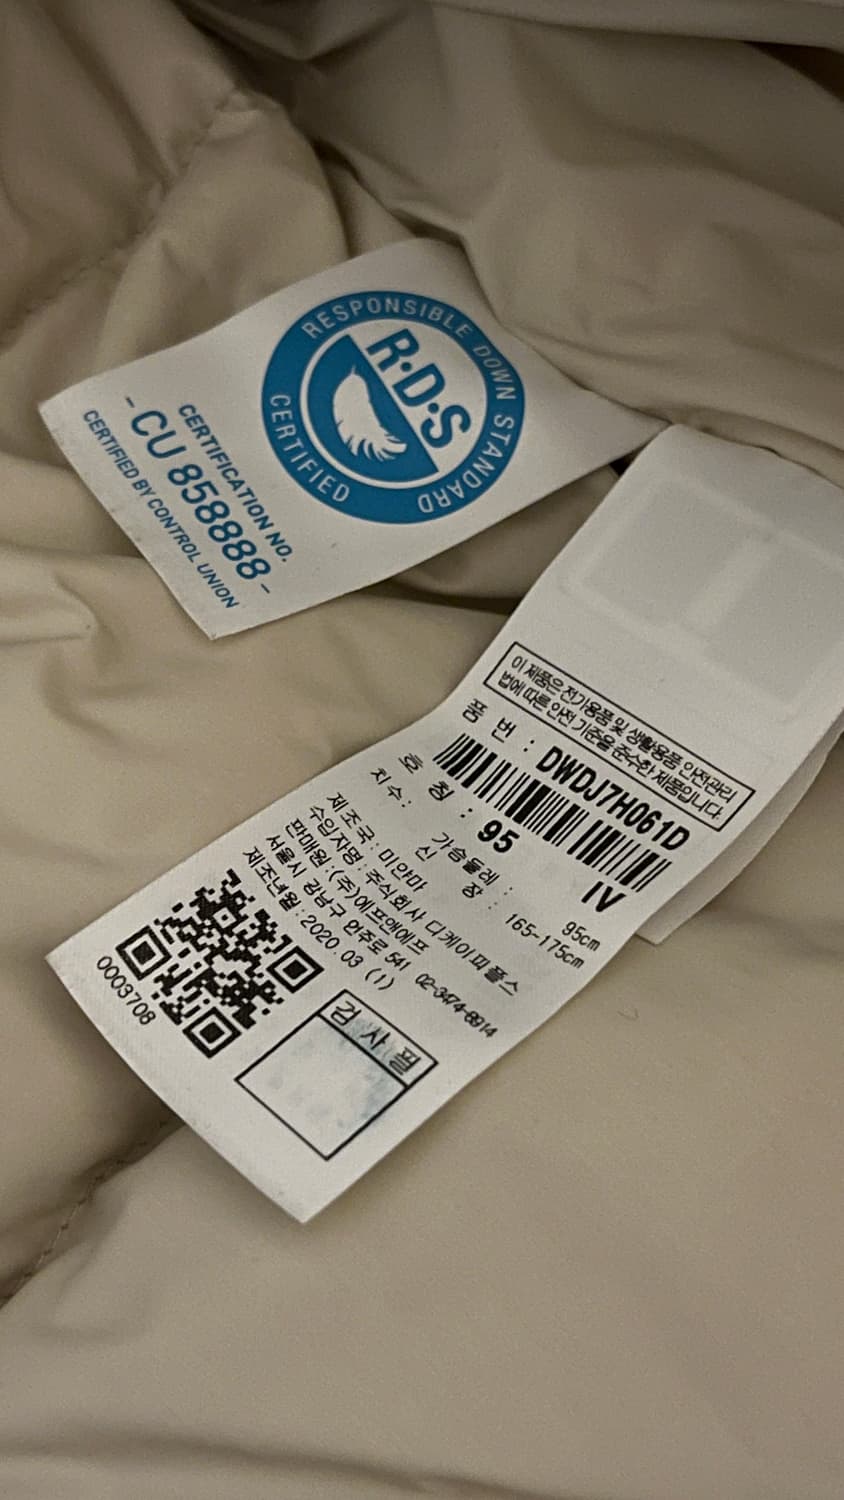 RESPONSIBLE DOWN STANDARD
R·D·S
CERTIFIED
CERTIFICATION NO.
- CU 858888 -
CERTIFIED BY CONTROL UNION
이 제품은 전기용품 및 생활용품 안전관리
법에 따른 안전 기준을 준수한 제품입니다.
품 번 : DWDJ7H061D
호 칭 : 95 IV
치수: 가슴둘레 : 95cm
신 장 : 165-175cm
제조국 : 미얀마
수입자명 : 주식회사 디케이피플스
판매원 : (주)에프앤에프
서울시 강남구 언주로 541 02-3474-6914
제조년월 : 2020.03 (1)
0003708
검 사 필